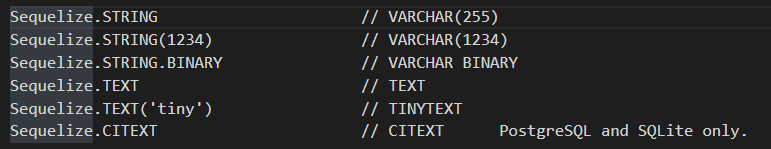 Sequelize.STRING // VARCHAR(255)
Sequelize.STRING(1234) // VARCHAR(1234)
Sequelize.STRING.BINARY // VARCHAR BINARY
Sequelize.TEXT // TEXT
Sequelize.TEXT('tiny') // TINYTEXT
Sequelize.CITEXT // CITEXT PostgreSQL and SQLite only.